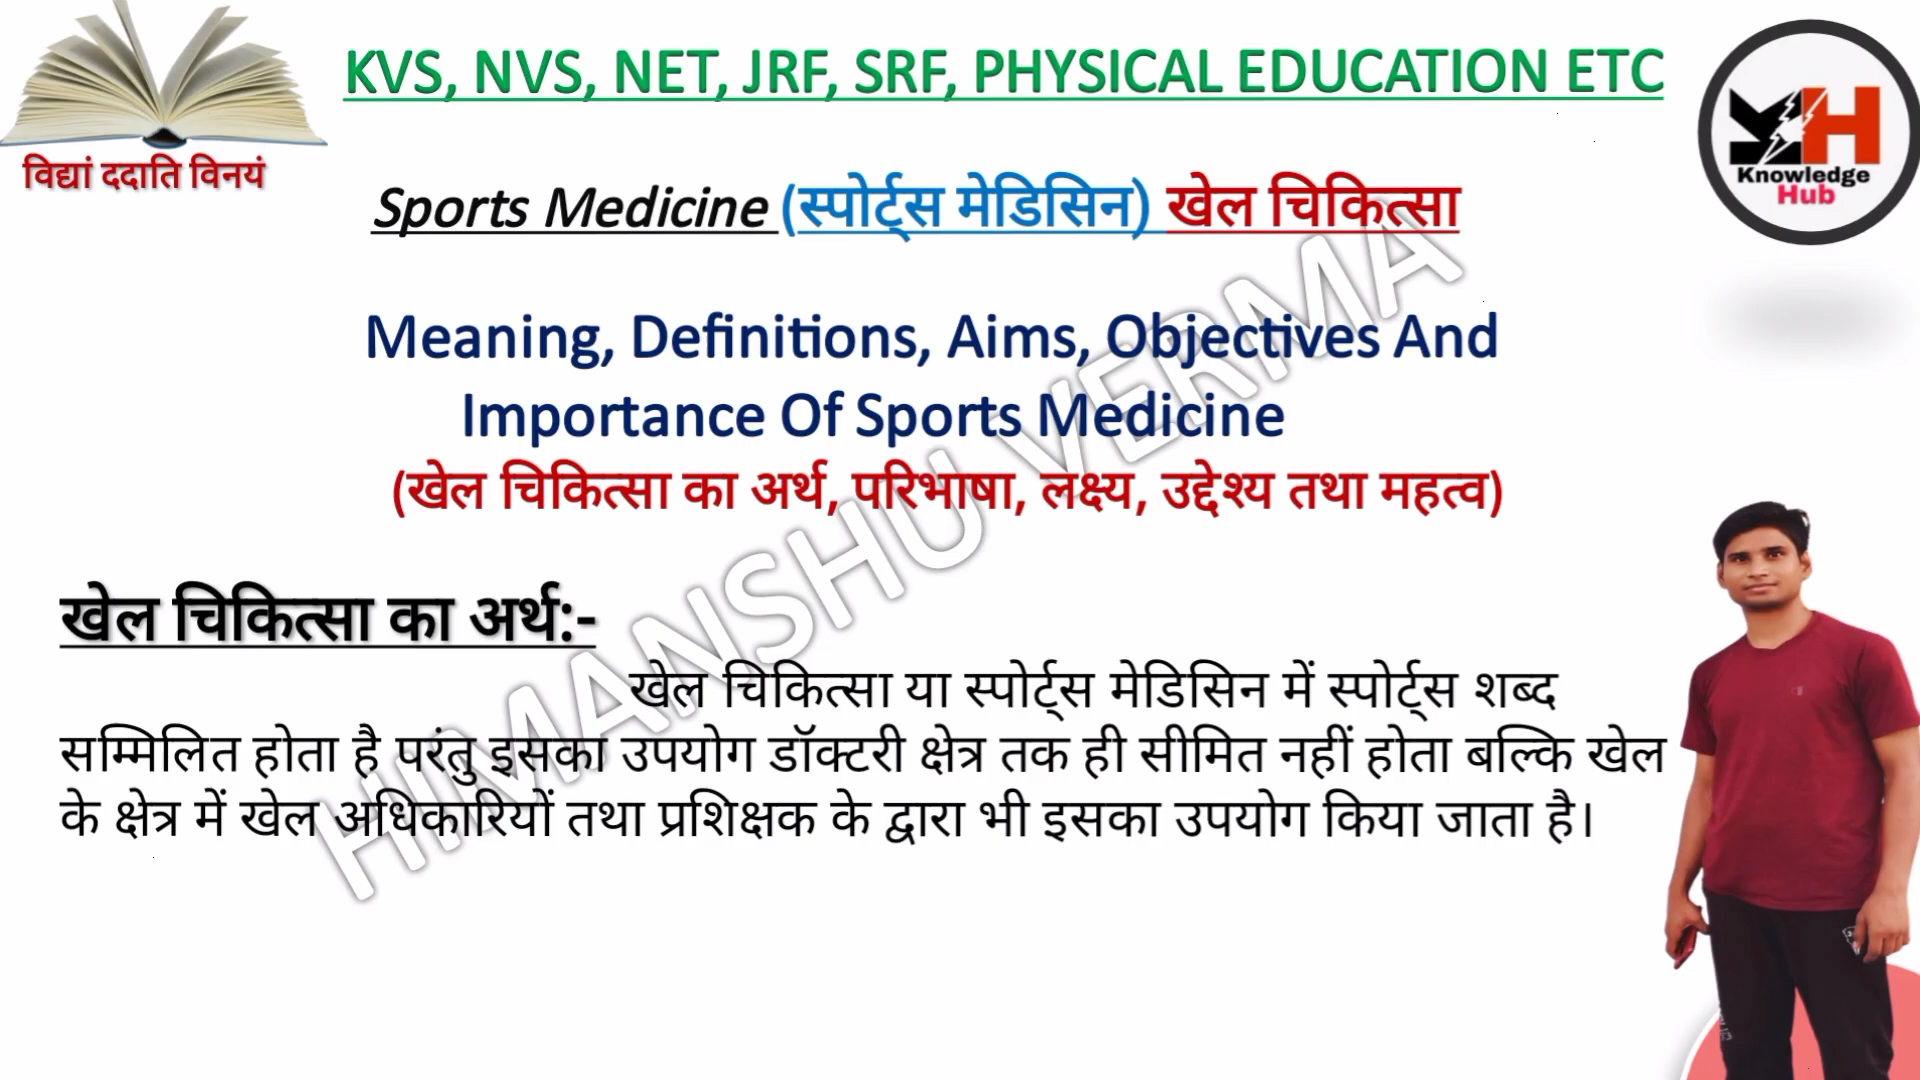 KVS, NVS, NET, JRF, SRF, PHYSICAL EDUCATION ETC
विद्यां ददाति विनयं
Knowledge
Hub
Sports Medicine (स्पोर्ट्स मेडिसिन) खेल चिकित्सा
Meaning, Definitions, Aims, Objectives And
Importance Of Sports Medicine
(खेल चिकित्सा का अर्थ, परिभाषा, लक्ष्य, उद्देश्य तथा महत्व)
खेल चिकित्सा का अर्थ:-
खेल चिकित्सा या स्पोर्ट्स मेडिसिन में स्पोर्ट्स शब्द
सम्मिलित होता है परंतु इसका उपयोग डॉक्टरी क्षेत्र तक ही सीमित नहीं होता बल्कि खेल
के क्षेत्र में खेल अधिकारियों तथा प्रशिक्षक के द्वारा भी इसका उपयोग किया जाता है।
HIMANSHU VERMA